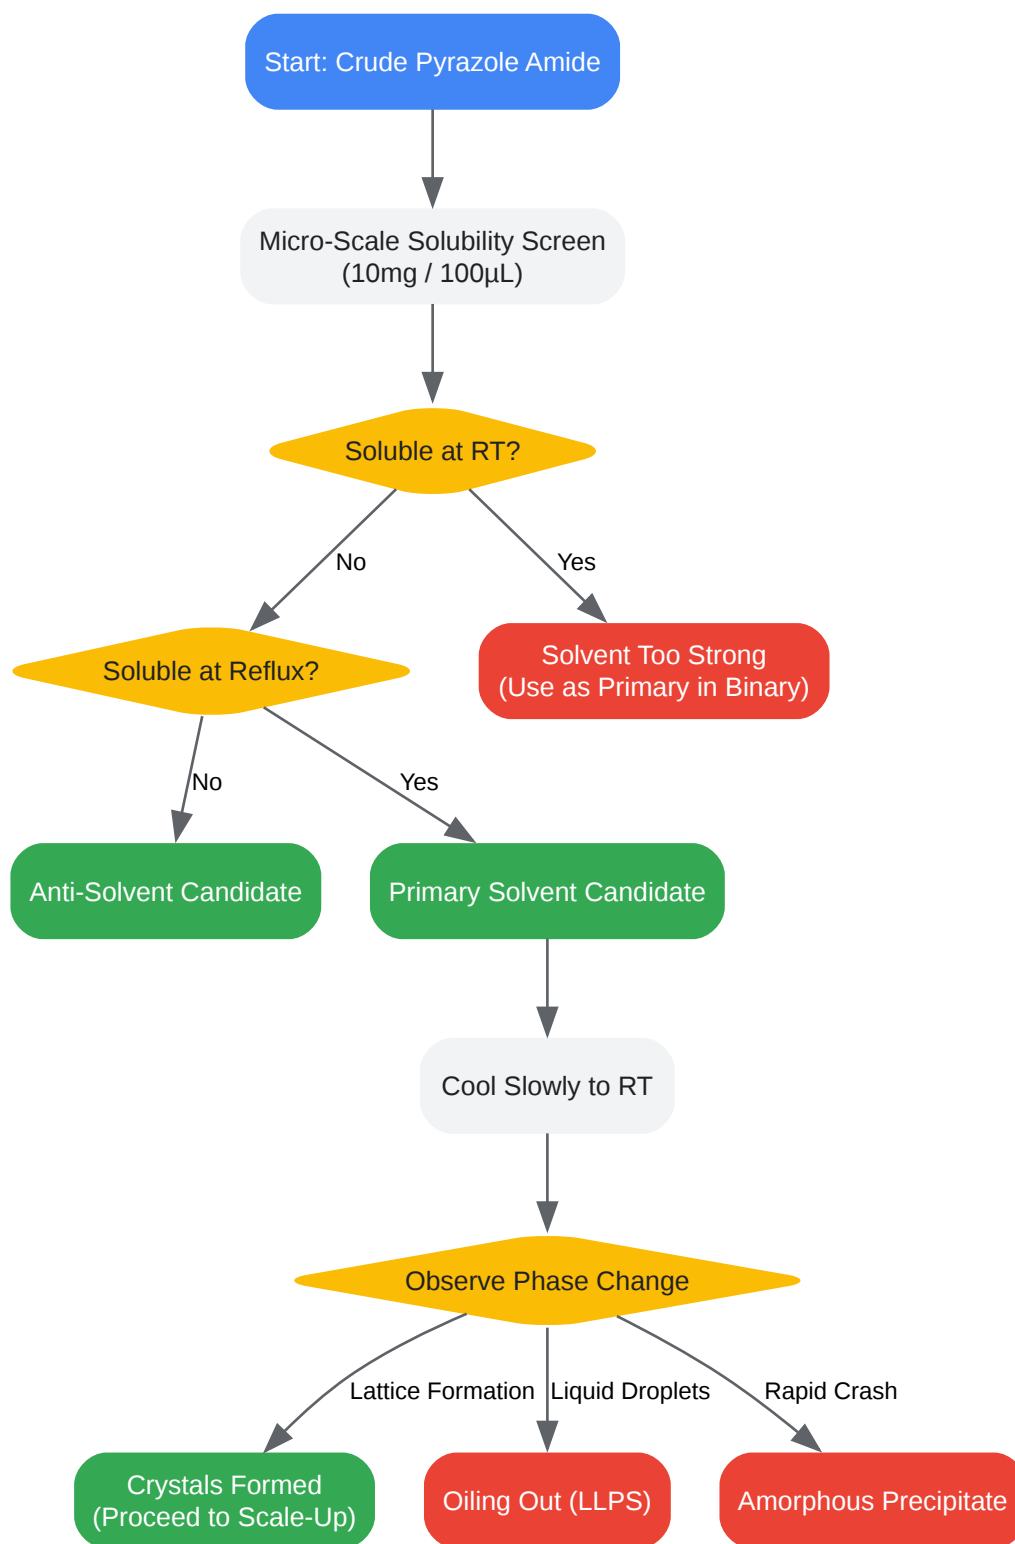 Start: Crude Pyrazole Amide
Micro-Scale Solubility Screen
(10mg / 100µL)
Soluble at RT?
No
Yes
Soluble at Reflux?
Solvent Too Strong
(Use as Primary in Binary)
No
Yes
Anti-Solvent Candidate
Primary Solvent Candidate
Cool Slowly to RT
Observe Phase Change
Lattice Formation
Liquid Droplets
Rapid Crash
Crystals Formed
(Proceed to Scale-Up)
Oiling Out (LLPS)
Amorphous Precipitate